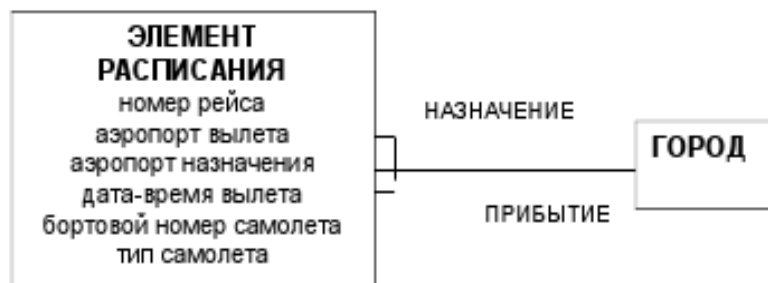 ЭЛЕМЕНТ
РАСПИСАНИЯ
номер рейса
аэропорт вылета
аэропорт назначения
дата-время вылета
бортовой номер самолета
тип самолета
НАЗНАЧЕНИЕ
ПРИБЫТИЕ
ГОРОД